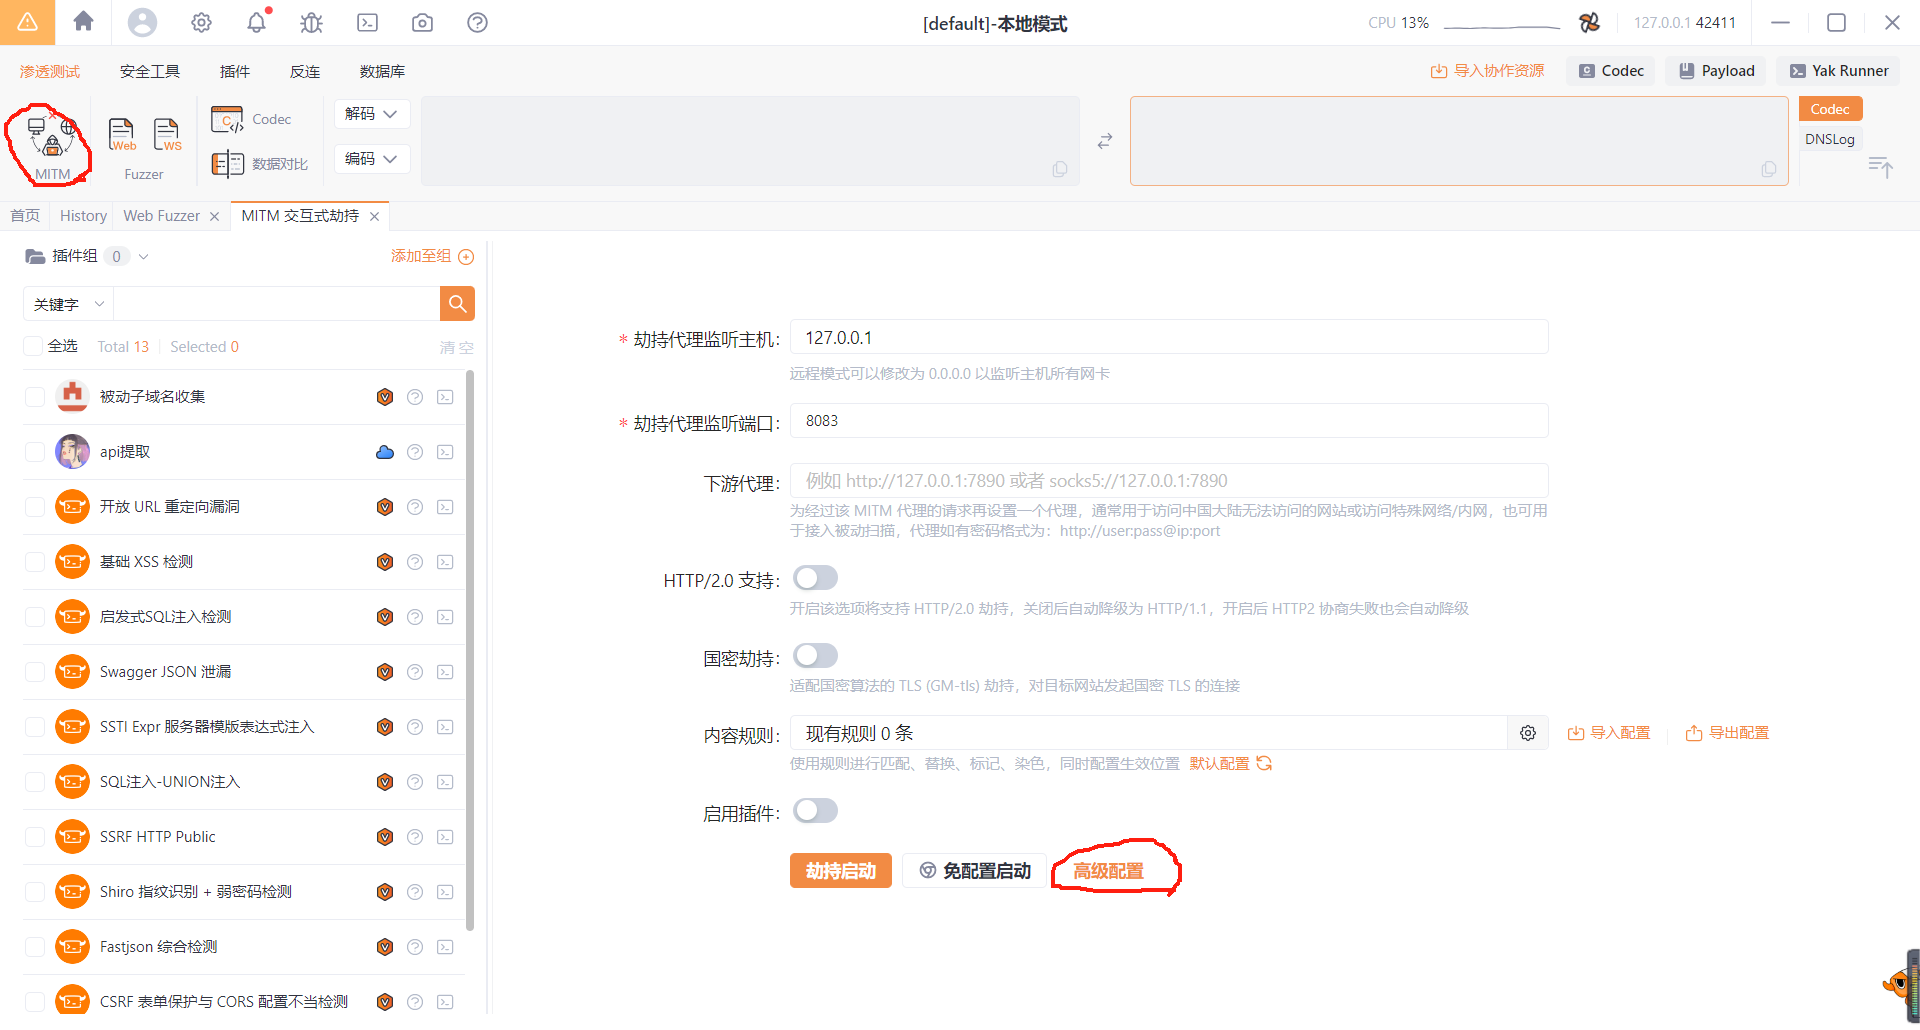 [default]-本地模式
CPU 13%
127.0.0.1 42411
渗透测试 安全工具 插件 反连 数据库
导入协作资源 Codec Payload Yak Runner
MITM
Web
WS
Fuzzer
Codec
数据对比
解码
编码
Codec
DNSLog
首页 History Web Fuzzer MITM 交互式劫持
插件组 0 添加至组
关键字
全选 Total 13 Selected 0 清空
被动子域名收集
api提取
开放 URL 重定向漏洞
基础 XSS 检测
启发式SQL注入检测
Swagger JSON 泄漏
SSTI Expr 服务器模版表达式注入
SQL注入-UNION注入
SSRF HTTP Public
Shiro 指纹识别 + 弱密码检测
Fastjson 综合检测
CSRF 表单保护与 CORS 配置不当检测
* 劫持代理监听主机: 127.0.0.1
远程模式可以修改为 0.0.0.0 以监听主机所有网卡
* 劫持代理监听端口: 8083
下游代理: 例如 http://127.0.0.1:7890 或者 socks5://127.0.0.1:7890
为经过该 MITM 代理的请求再设置一个代理，通常用于访问中国大陆无法访问的网站或访问特殊网络/内网，也可用
于接入被动扫描，代理如有密码格式为：http://user:pass@ip:port
HTTP/2.0 支持:
开启该选项将支持 HTTP/2.0 劫持，关闭后自动降级为 HTTP/1.1，开启后 HTTP2 协商失败也会自动降级
国密劫持:
适配国密算法的 TLS (GM-tls) 劫持，对目标网站发起国密 TLS 的连接
内容规则: 现有规则 0 条 导入配置 导出配置
使用规则进行匹配、替换、标记、染色，同时配置生效位置 默认配置
启用插件:
劫持启动 免配置启动 高级配置